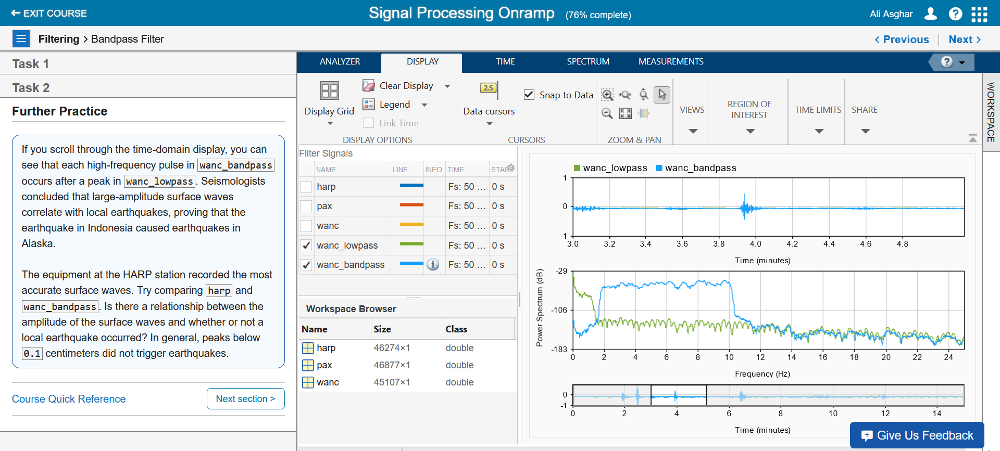 EXIT COURSE
Signal Processing Onramp (76% complete)
Ali Asghar
Filtering > Bandpass Filter
< Previous
Next >
Task 1
Task 2
Further Practice
If you scroll through the time-domain display, you can
see that each high-frequency pulse in wanc_bandpass
occurs after a peak in wanc_lowpass. Seismologists
concluded that large-amplitude surface waves
correlate with local earthquakes, proving that the
earthquake in Indonesia caused earthquakes in
Alaska.
The equipment at the HARP station recorded the most
accurate surface waves. Try comparing harp and
wanc_bandpass. Is there a relationship between the
amplitude of the surface waves and whether or not a
local earthquake occurred? In general, peaks below
0.1 centimeters did not trigger earthquakes.
Course Quick Reference
Next section >
ANALYZER DISPLAY TIME SPECTRUM MEASUREMENTS
Display Grid
Clear Display
Legend
Link Time
DISPLAY OPTIONS
2.5
Data cursors
Snap to Data
CURSORS
ZOOM & PAN
VIEWS
REGION OF
INTEREST
TIME LIMITS
SHARE
WORKSPACE
Filter Signals
NAME LINE INFO TIME START
harp Fs: 50 ... 0 s
pax Fs: 50 ... 0 s
wanc Fs: 50 ... 0 s
wanc_lowpass Fs: 50 ... 0 s
wanc_bandpass Fs: 50 ... 0 s
Workspace Browser
Name Size Class
harp 46274×1 double
pax 46877×1 double
wanc 45107×1 double
wanc_lowpass wanc_bandpass
1
0
-1
3.0 3.2 3.4 3.6 3.8 4.0 4.2 4.4 4.6 4.8
Time (minutes)
Power Spectrum (dB)
-29
-106
-183
0 2 4 6 8 10 12 14 16 18 20 22 24
Frequency (Hz)
0
-1
0 2 4 6 8 10 12 14
Time (minutes)
Give Us Feedback